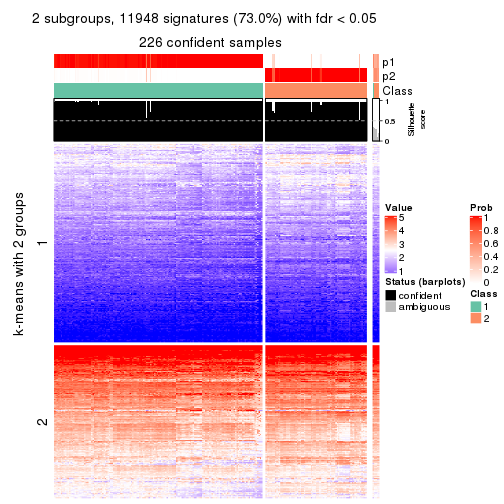 2 subgroups, 11948 signatures (73.0%) with fdr < 0.05
226 confident samples
p1
p2
Class
1
0.5
0
Silhouette
score
k-means with 2 groups
1
2
Value
5
4
3
2
1
Status (barplots)
confident
ambiguous
Prob
1
0.8
0.6
0.4
0.2
0
Class
1
2